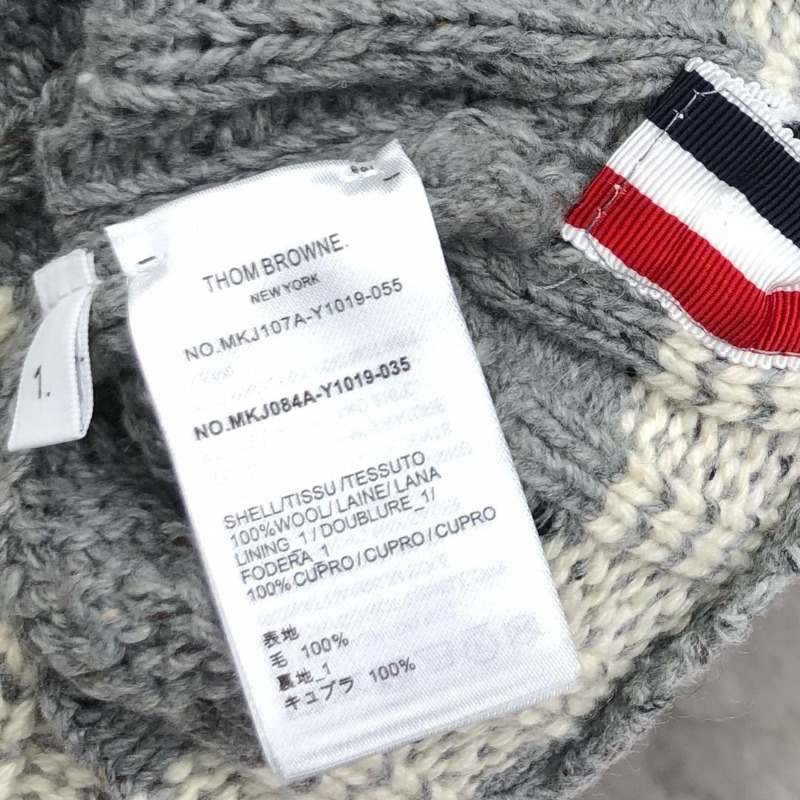 THOM BROWNE.
NEW YORK
NO.MKJ107A-Y1019-055
NO.MKJ084A-Y1019-035
SHELL/TISSU/TESSUTO
100%WOOL/LAINE/LANA
LINING_1/DOUBLURE_1/
FODERA_1
100% CUPRO/CUPRO/CUPRO
表地
毛 100%
裏地_1
キュプラ 100%
1.